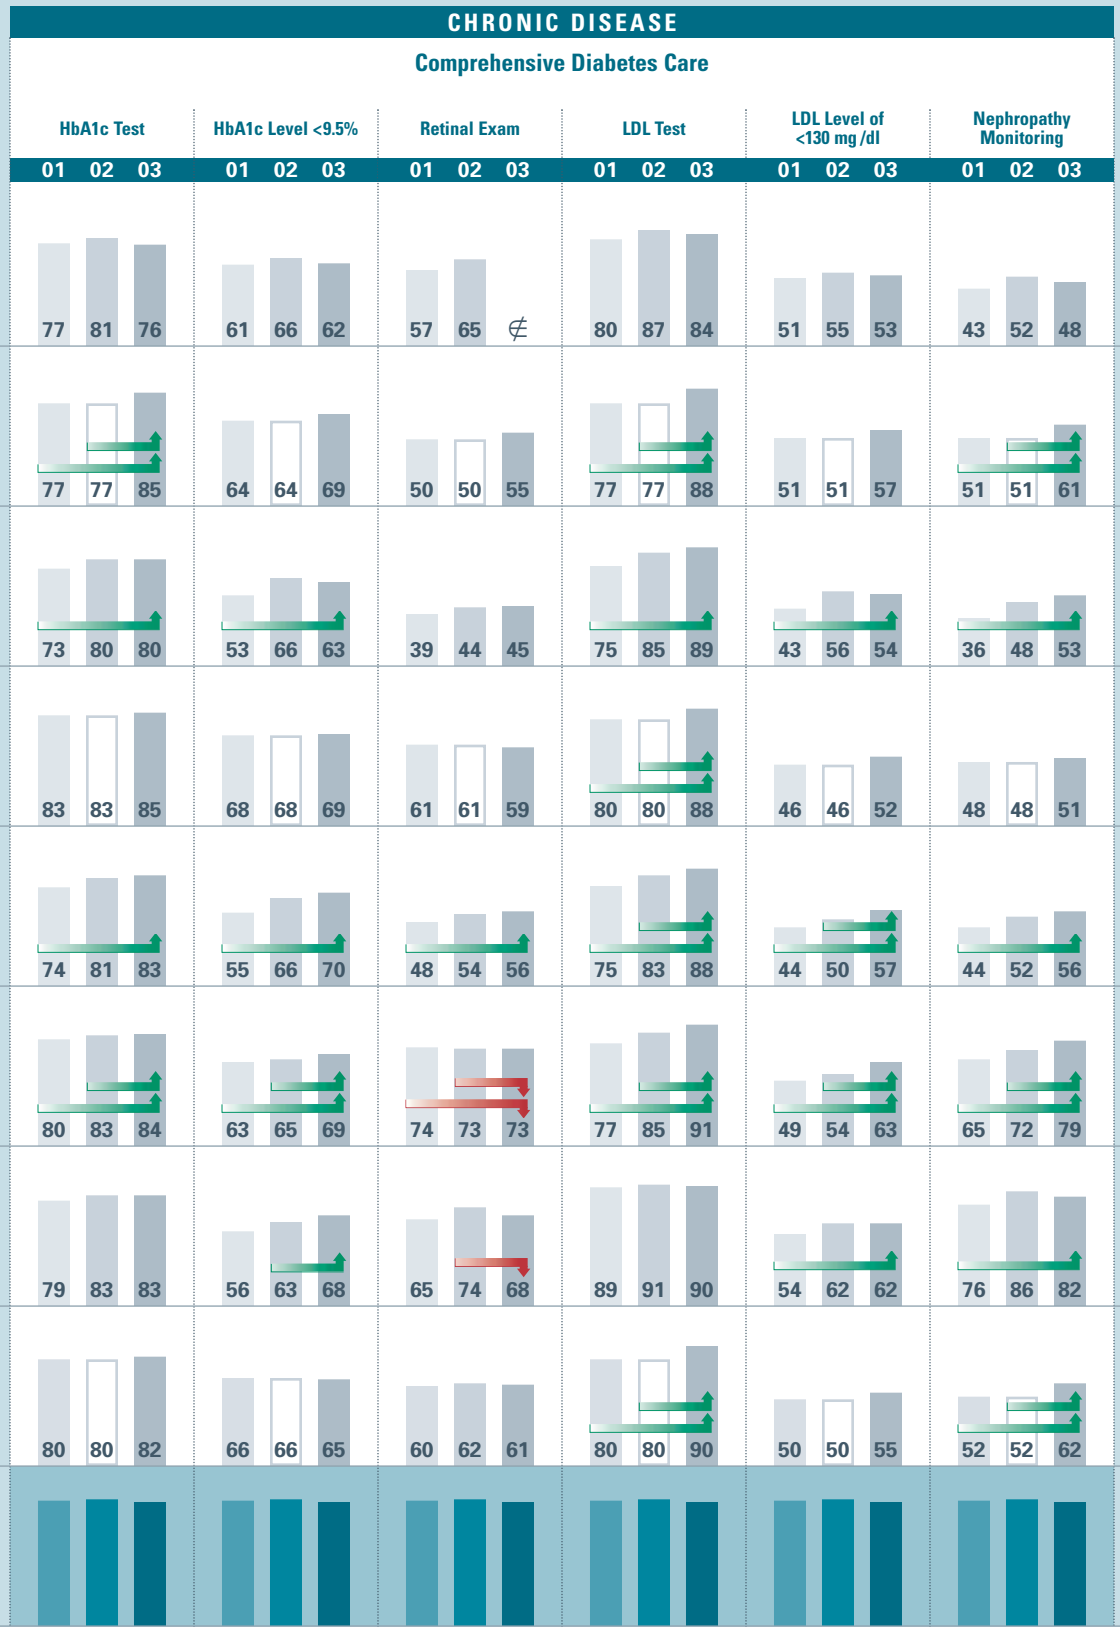 CHRONIC DISEASE
Comprehensive Diabetes Care
HbA1c Test HbA1c Level <9.5% Retinal Exam LDL Test LDL Level of <130 mg/dl Nephropathy Monitoring
01 02 03 01 02 03 01 02 03 01 02 03 01 02 03 01 02 03
77 81 76 61 66 62 57 65 ∉ 80 87 84 51 55 53 43 52 48
77 77 85 64 64 69 50 50 55 77 77 88 51 51 57 51 51 61
73 80 80 53 66 63 39 44 45 75 85 89 43 56 54 36 48 53
83 83 85 68 68 69 61 61 59 80 80 88 46 46 52 48 48 51
74 81 83 55 66 70 48 54 56 75 83 88 44 50 57 44 52 56
80 83 84 63 65 69 74 73 73 77 85 91 49 54 63 65 72 79
79 83 83 56 63 68 65 74 68 89 91 90 54 62 62 76 86 82
80 80 82 66 66 65 60 62 61 80 80 90 50 50 55 52 52 62